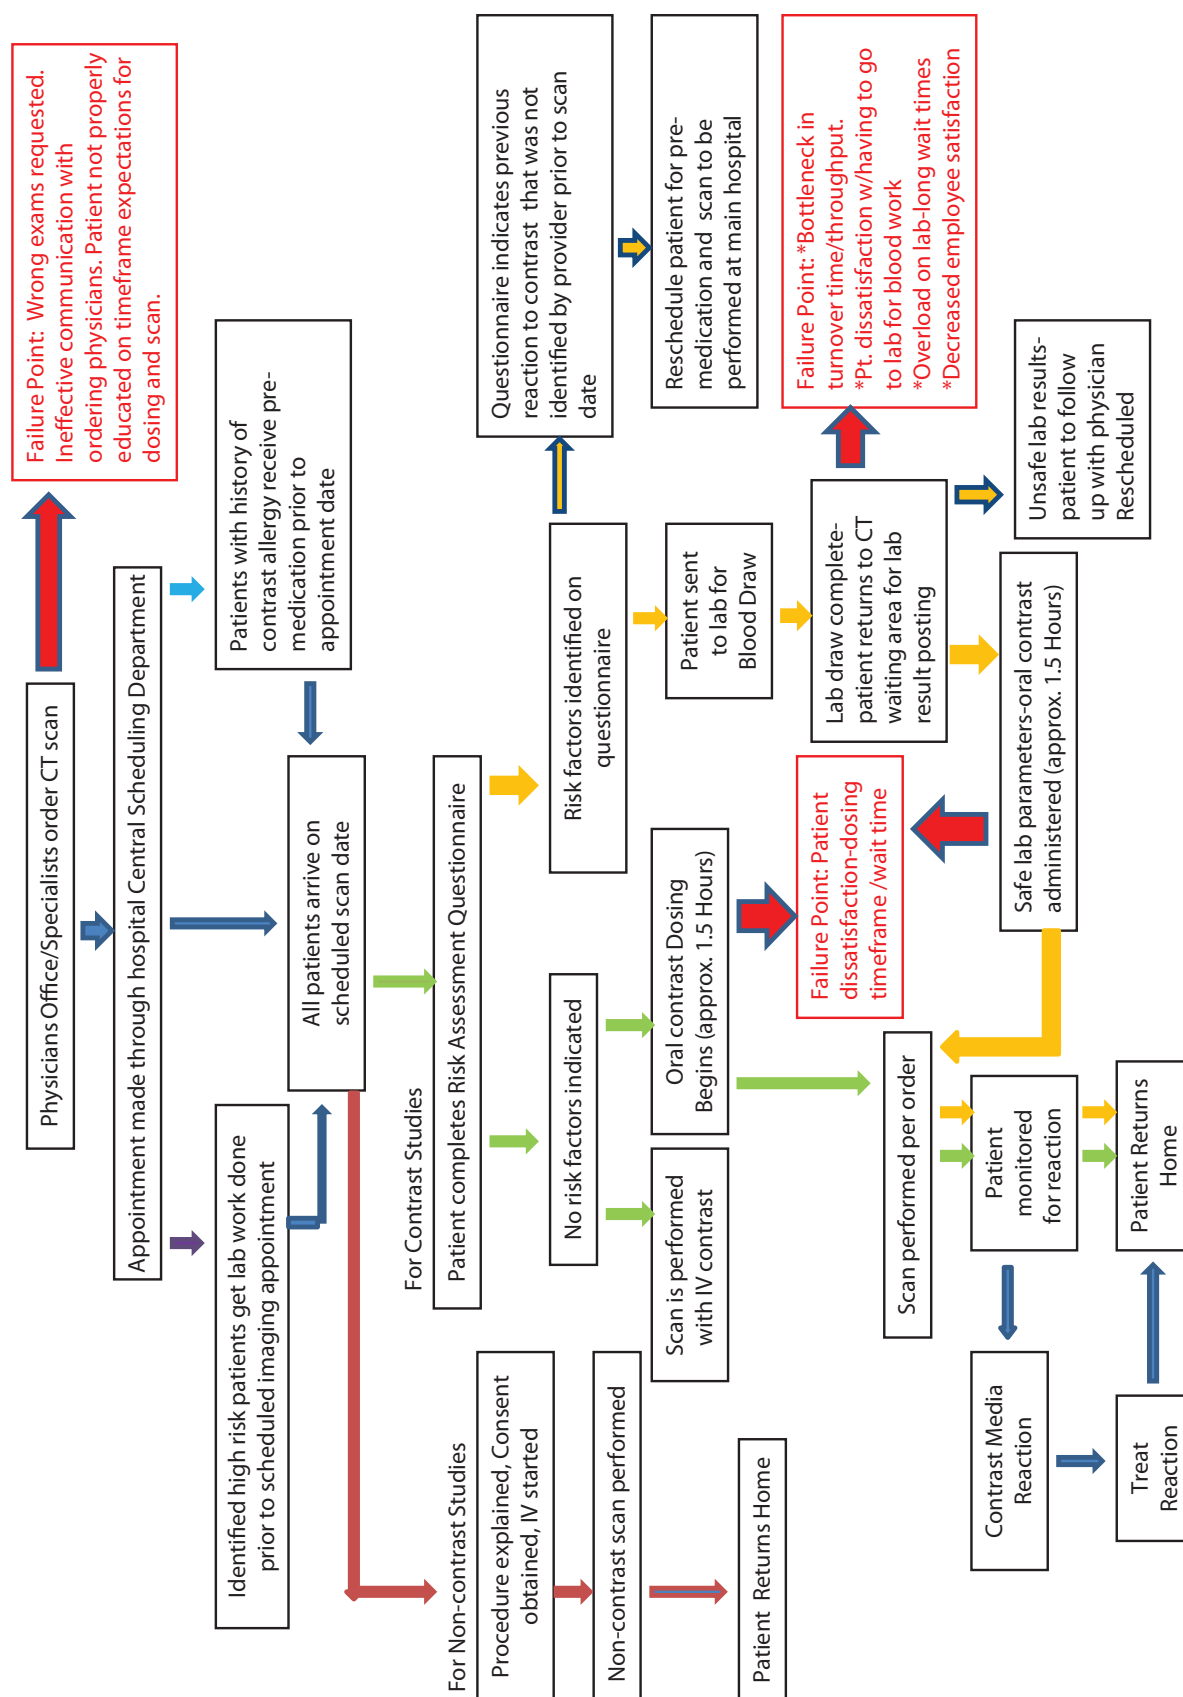 Physicians Office/Specialists order CT scan
Failure Point:  Wrong exams requested.
Ineffective communication with
ordering physicians. Patient not properly
educated on timeframe expectations for
dosing and scan.
Appointment made through hospital Central Scheduling Department
Identified high risk patients get lab work done
prior to scheduled imaging appointment
All patients arrive on
scheduled scan date
Patients with history of
contrast allergy receive pre-
medication prior to
appointment date
For Non-contrast Studies
Procedure explained, Consent
obtained, IV started
Non-contrast scan performed
Patient  Returns Home
For Contrast Studies
Patient completes Risk Assessment Questionnaire
No risk factors indicated
Risk factors identified on
questionnaire
Questionnaire indicates previous
reaction to contrast  that was not
identified by provider prior to scan
date
Reschedule patient for pre-
medication and  scan to be
performed at main hospital
Scan is performed
with IV contrast
Oral contrast Dosing
Begins (approx. 1.5 Hours)
Patient sent
to lab for
Blood Draw
Failure Point: Patient
dissatisfaction-dosing
timeframe /wait time
Lab draw complete-
patient returns to CT
waiting area for lab
result posting
Failure Point: *Bottleneck in
turnover time/throughput.
*Pt. dissatisfaction w/having to go
to lab for blood work
*Overload on lab-long wait times
*Decreased employee satisfaction
Scan performed per order
Safe lab parameters-oral contrast
administered (approx. 1.5 Hours)
Unsafe lab results-
patient to follow
up with physician
Rescheduled
Contrast Media
Reaction
Patient
monitored
for reaction
Treat
Reaction
Patient Returns
Home